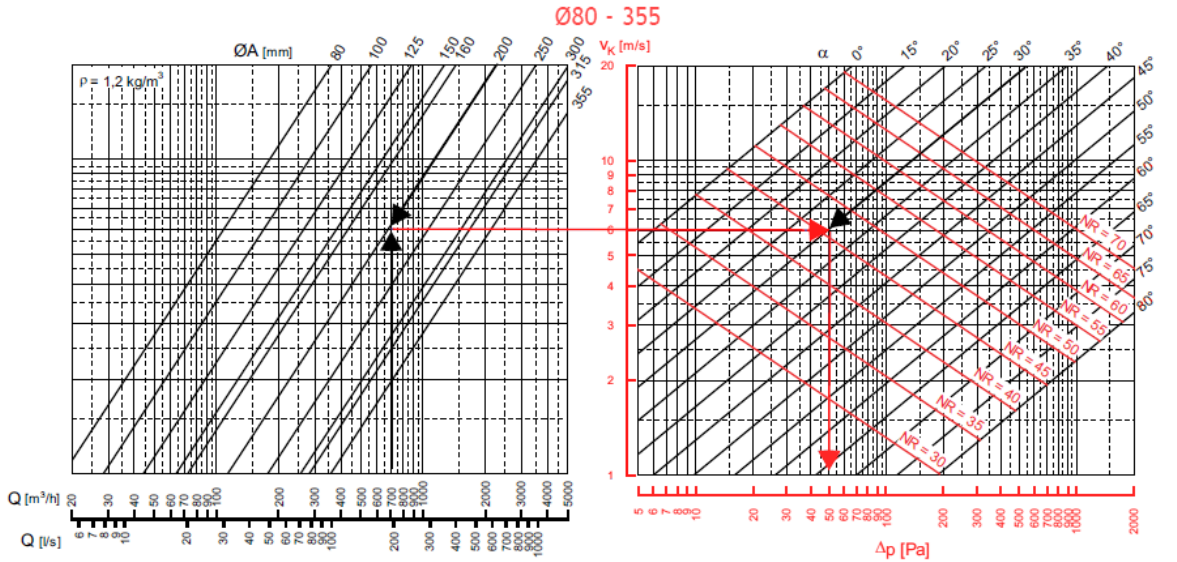 Ø80 - 355
ØA [mm] 80 100 125 150 160 200 250 300 315 355
ρ = 1,2 kg/m³
vK [m/s]
20
10
9
8
7
6
5
4
3
2
1
α 0° 15° 20° 25° 30° 35° 40° 45°
50°
55°
60°
65°
70°
75°
80°
NR = 70
NR = 65
NR = 60
NR = 55
NR = 50
NR = 45
NR = 40
NR = 35
NR = 30
Q [m³/h] 20 30 40 50 60 70 80 90 100 200 300 400 500 600 700 800 900 1000 2000 3000 4000 5000
Q [l/s] 6 7 8 9 10 20 30 40 50 60 70 80 90 100 200 300 400 500 600 700 800 900 1000
5 6 7 8 9 10 20 30 40 50 60 70 80 90 100 200 300 400 500 600 700 800 900 1000 2000
Δp [Pa]